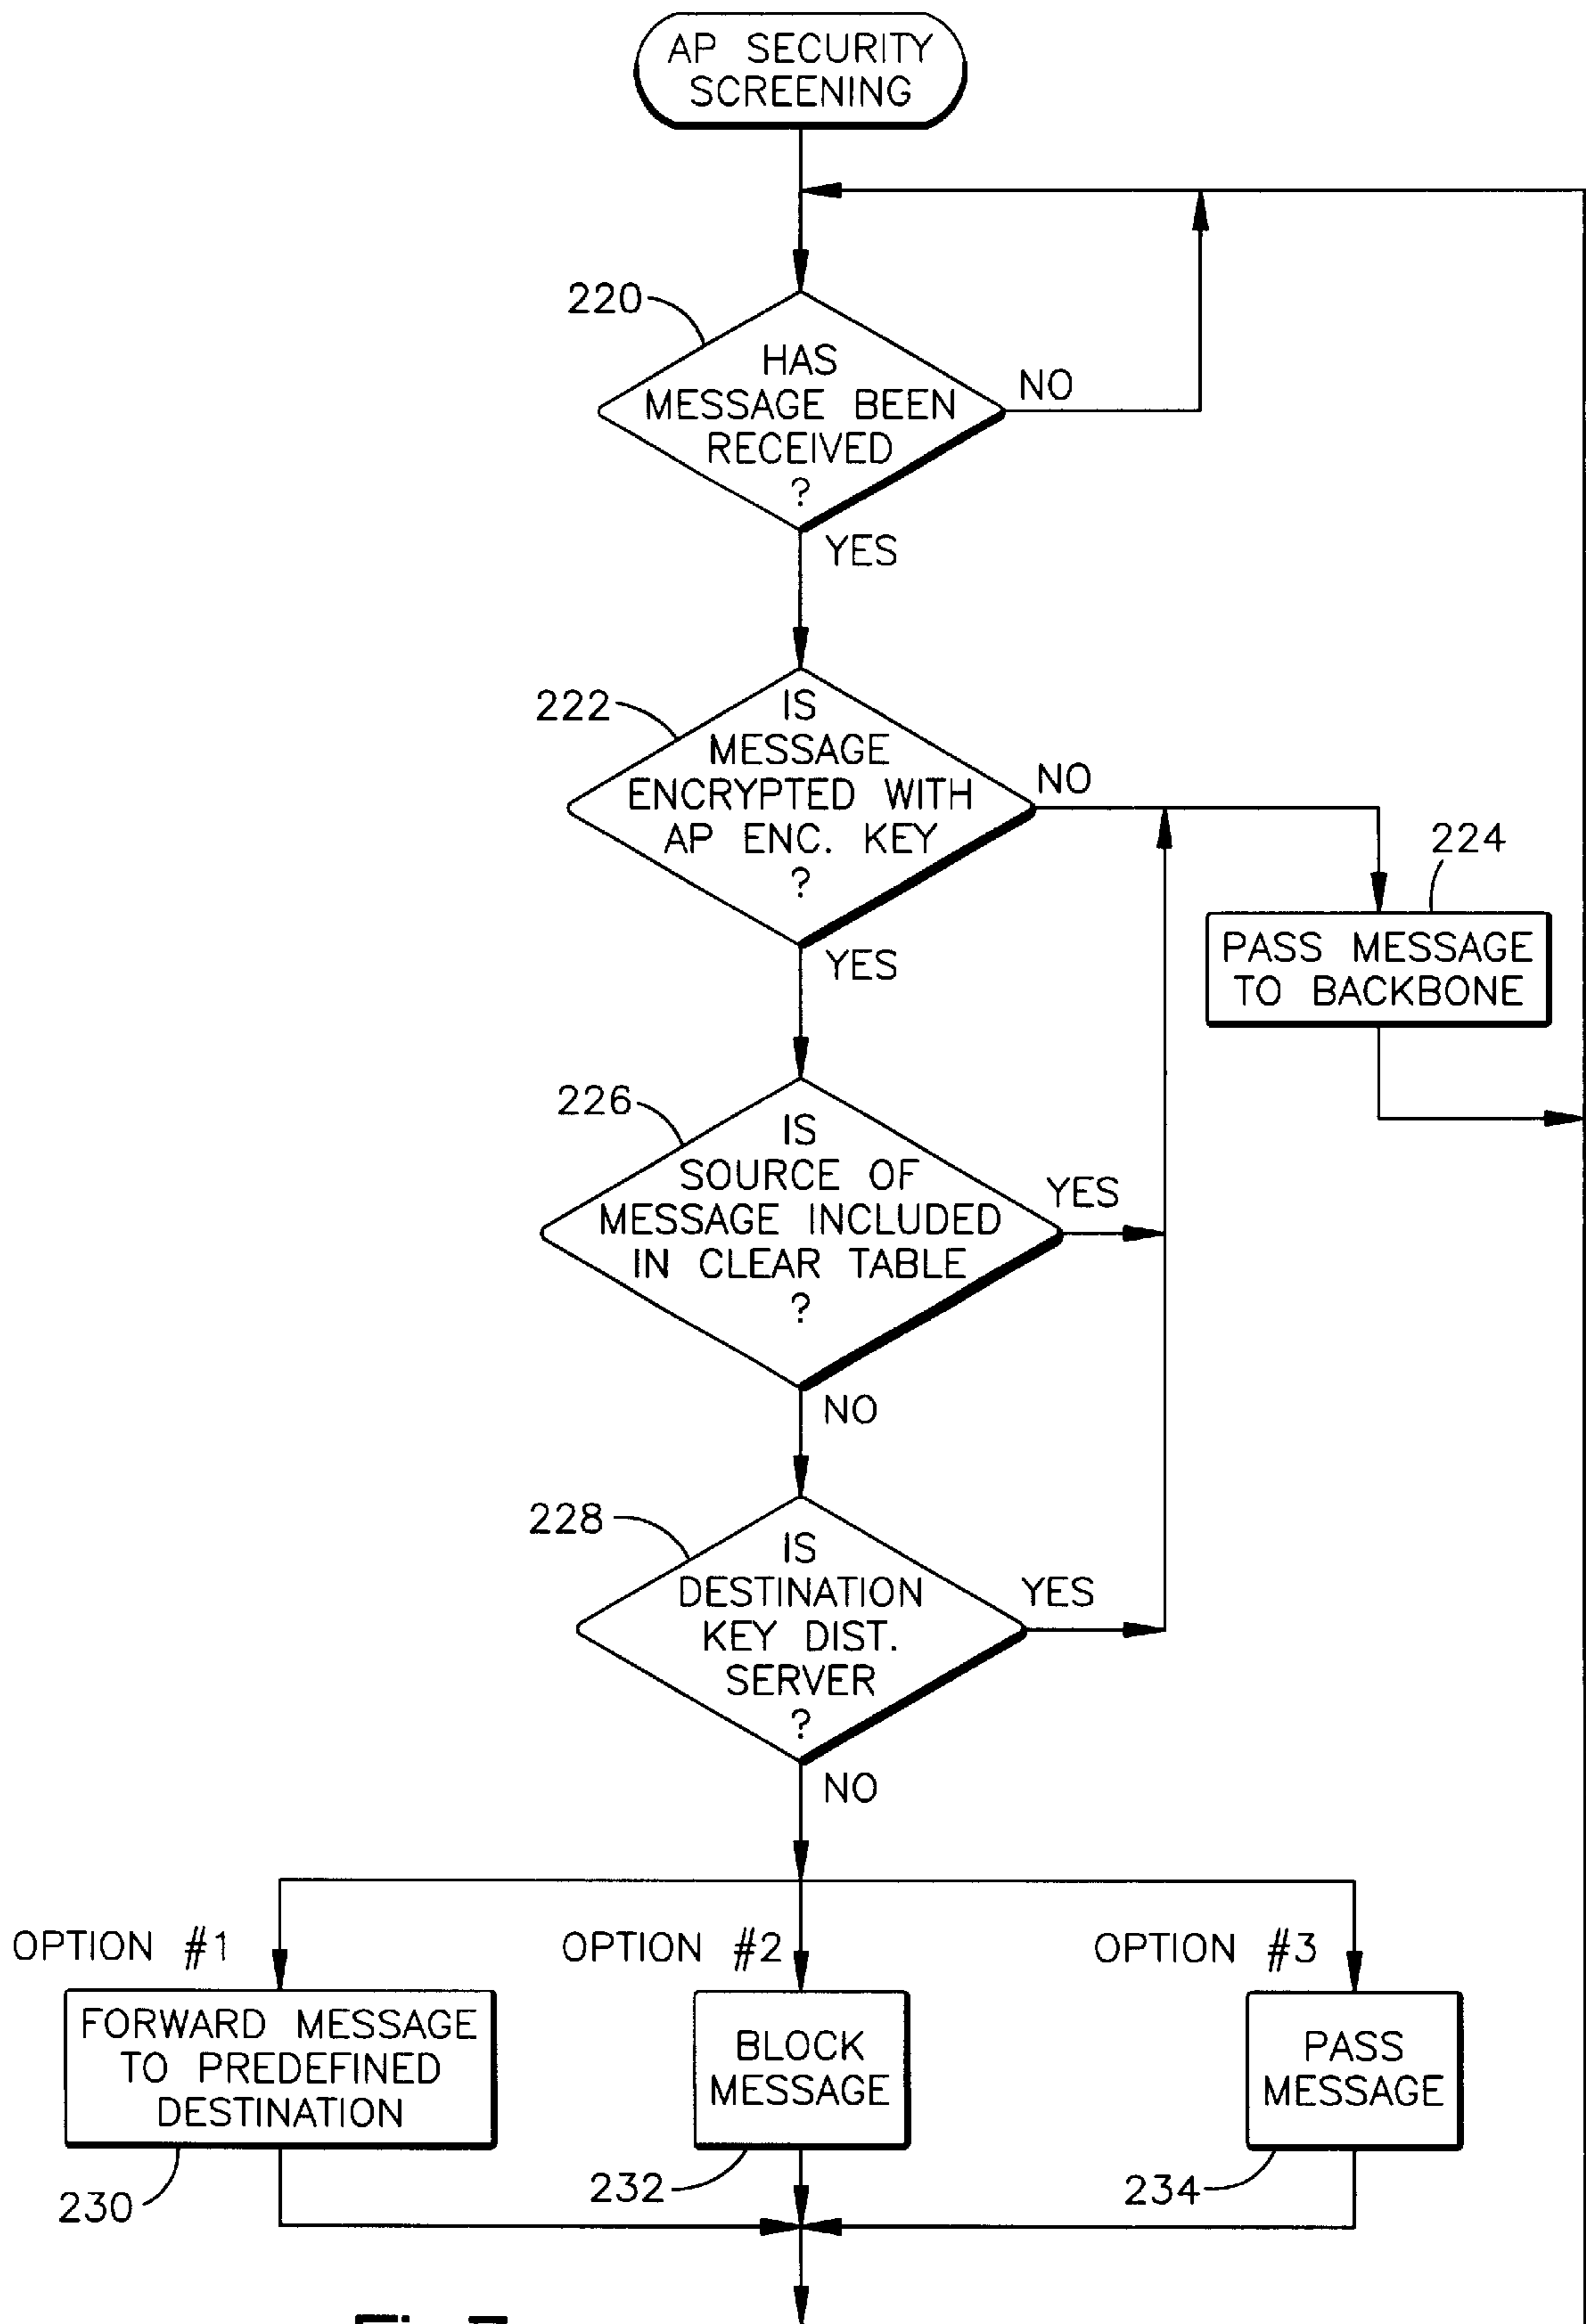 AP SECURITY
SCREENING
220
HAS
MESSAGE BEEN
RECEIVED
?
NO
YES
222
IS
MESSAGE
ENCRYPTED WITH
AP ENC. KEY
?
NO
YES
224
PASS MESSAGE
TO BACKBONE
226
IS
SOURCE OF
MESSAGE INCLUDED
IN CLEAR TABLE
?
YES
NO
228
IS
DESTINATION
KEY DIST.
SERVER
?
YES
NO
OPTION #1
FORWARD MESSAGE
TO PREDEFINED
DESTINATION
230
OPTION #2
BLOCK
MESSAGE
232
OPTION #3
PASS
MESSAGE
234